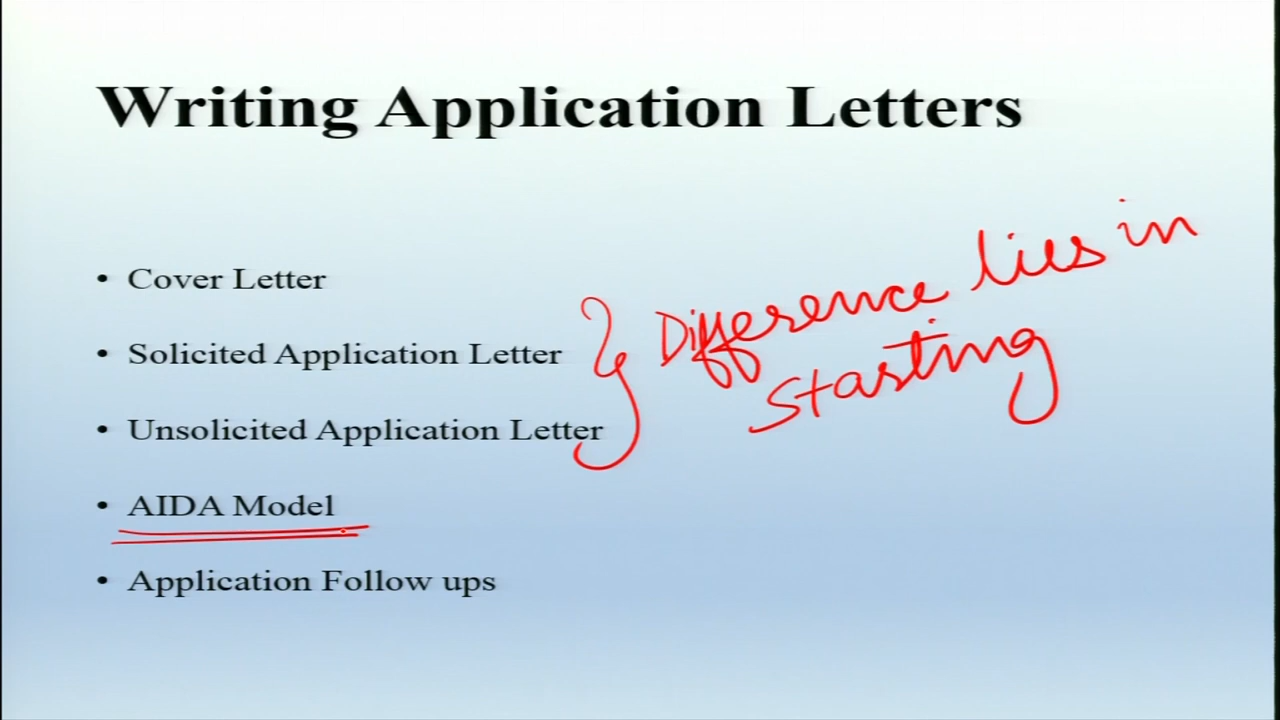 Writing Application Letters
• Cover Letter
• Solicited Application Letter
• Unsolicited Application Letter
• AIDA Model
• Application Follow ups
Difference lies in
starting